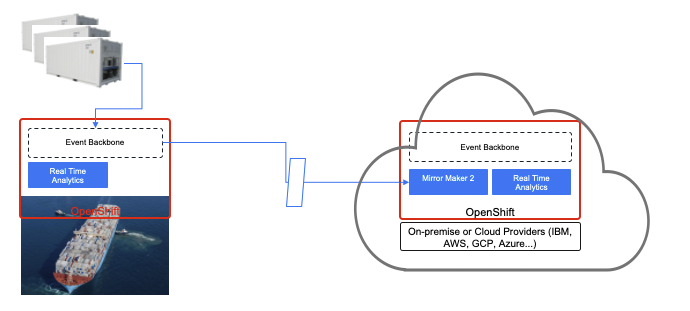 Event Backbone
Real Time
Analytics
OpenShift
Event Backbone
Mirror Maker 2
Real Time
Analytics
OpenShift
On-premise or Cloud Providers (IBM,
AWS, GCP, Azure...)